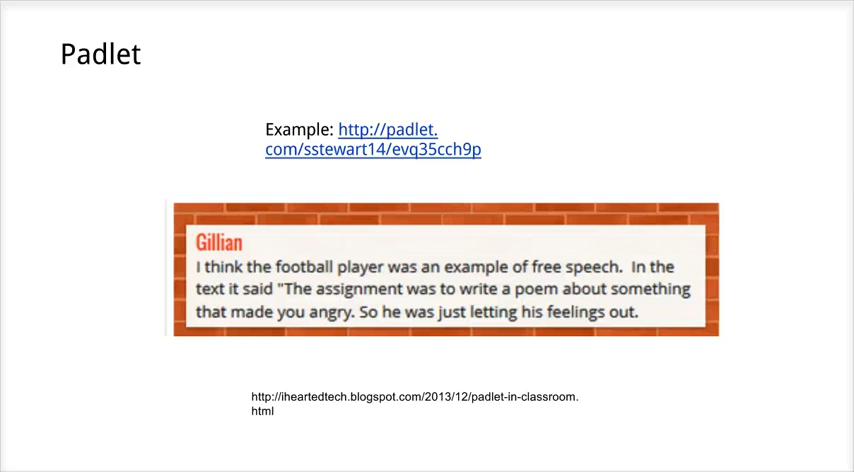 Padlet
Example: http://padlet.
com/sstewart14/evq35cch9p
Gillian
I think the football player was an example of free speech.  In the
text it said "The assignment was to write a poem about something
that made you angry. So he was just letting his feelings out.
http://iheartedtech.blogspot.com/2013/12/padlet-in-classroom.
html